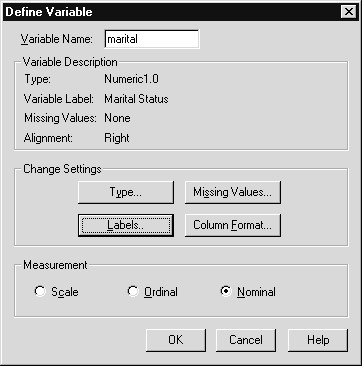 Define Variable
Variable Name: marital
Variable Description
Type: Numeric1.0
Variable Label: Marital Status
Missing Values: None
Alignment: Right
Change Settings
Type... Missing Values...
Labels.. Column Format...
Measurement
Scale Ordinal Nominal
OK Cancel Help